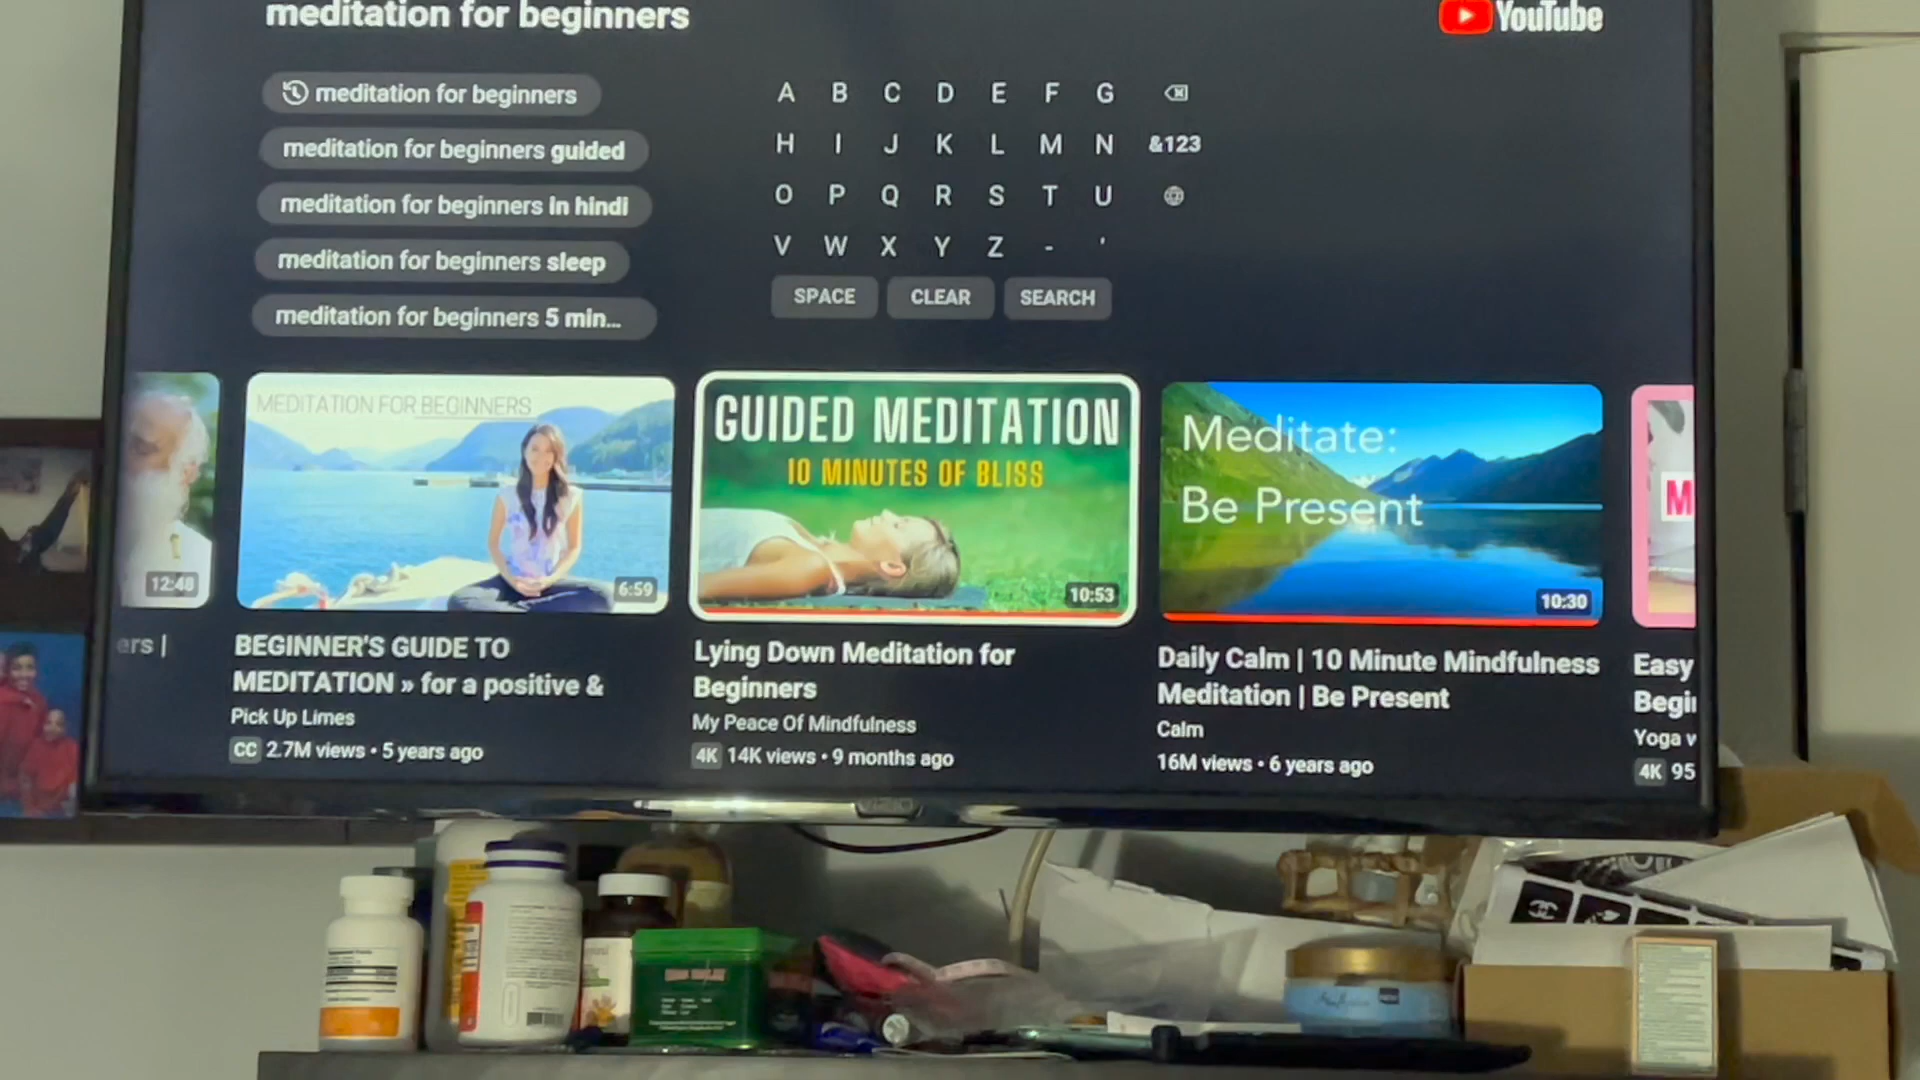 meditation for beginners
YouTube
meditation for beginners
meditation for beginners guided
meditation for beginners in hindi
meditation for beginners sleep
meditation for beginners 5 min...
A B C D E F G
H I J K L M N &123
O P Q R S T U
V W X Y Z - '
SPACE CLEAR SEARCH
12:48
ers |
MEDITATION FOR BEGINNERS
6:59
BEGINNER'S GUIDE TO
MEDITATION » for a positive &
Pick Up Limes
CC 2.7M views • 5 years ago
GUIDED MEDITATION
10 MINUTES OF BLISS
10:53
Lying Down Meditation for
Beginners
My Peace Of Mindfulness
4K 14K views • 9 months ago
Meditate:
Be Present
10:30
Daily Calm | 10 Minute Mindfulness
Meditation | Be Present
Calm
16M views • 6 years ago
M
Easy
Begi
Yoga
4K 95